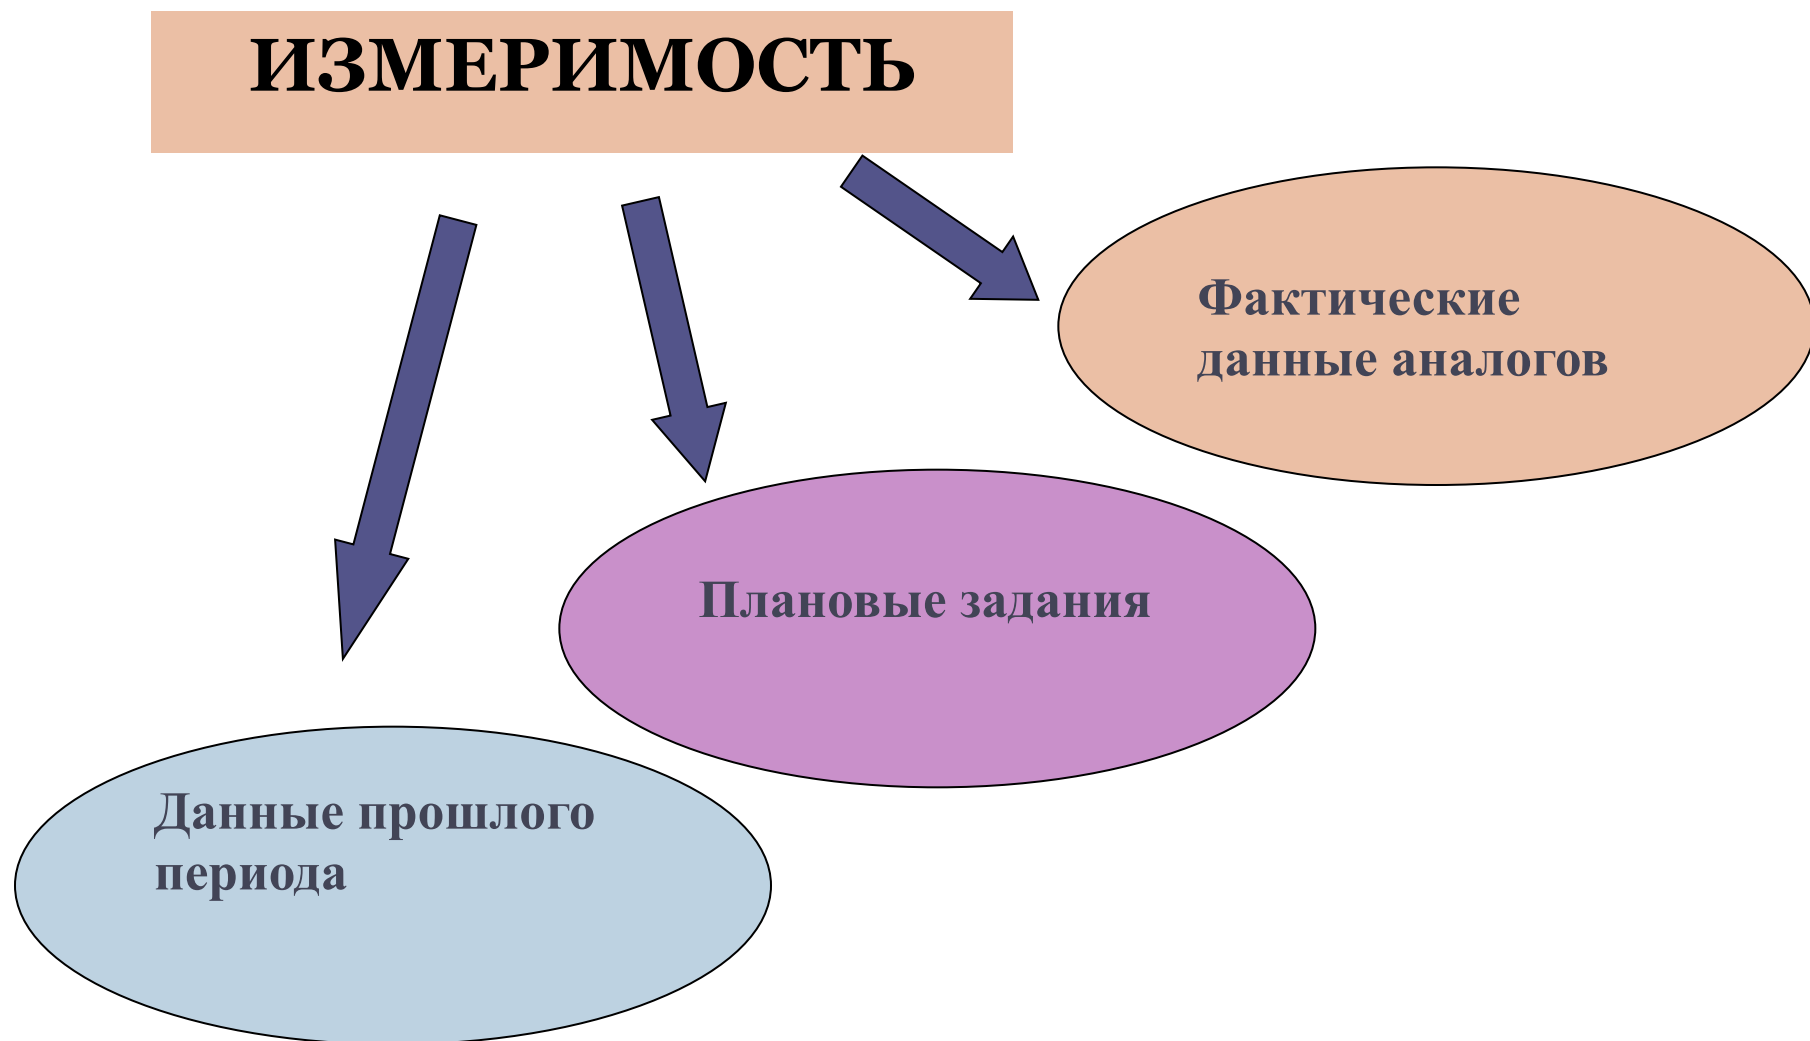 ИЗМЕРИМОСТЬ
Фактические
данные аналогов
Плановые задания
Данные прошлого
периода